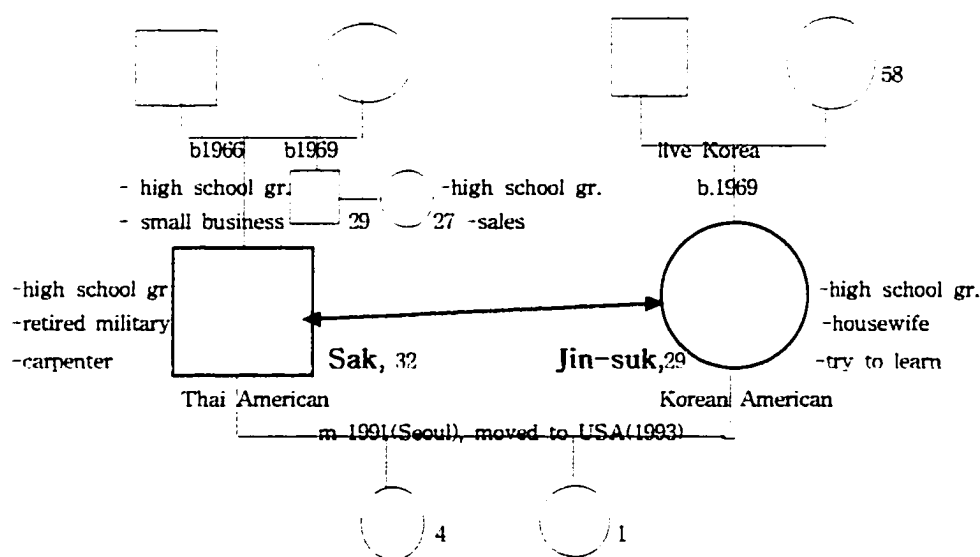 58
b1966 b1969
live Korea
- high school gr.
-high school gr.
b.1969
- small business
29
27 -sales
-high school gr
-high school gr.
-retired military
-housewife
-carpenter
Sak, 32
Jin-suk,29
-try to learn
Thai American
Korean American
m 1991(Seoul), moved to USA(1993)
4
1